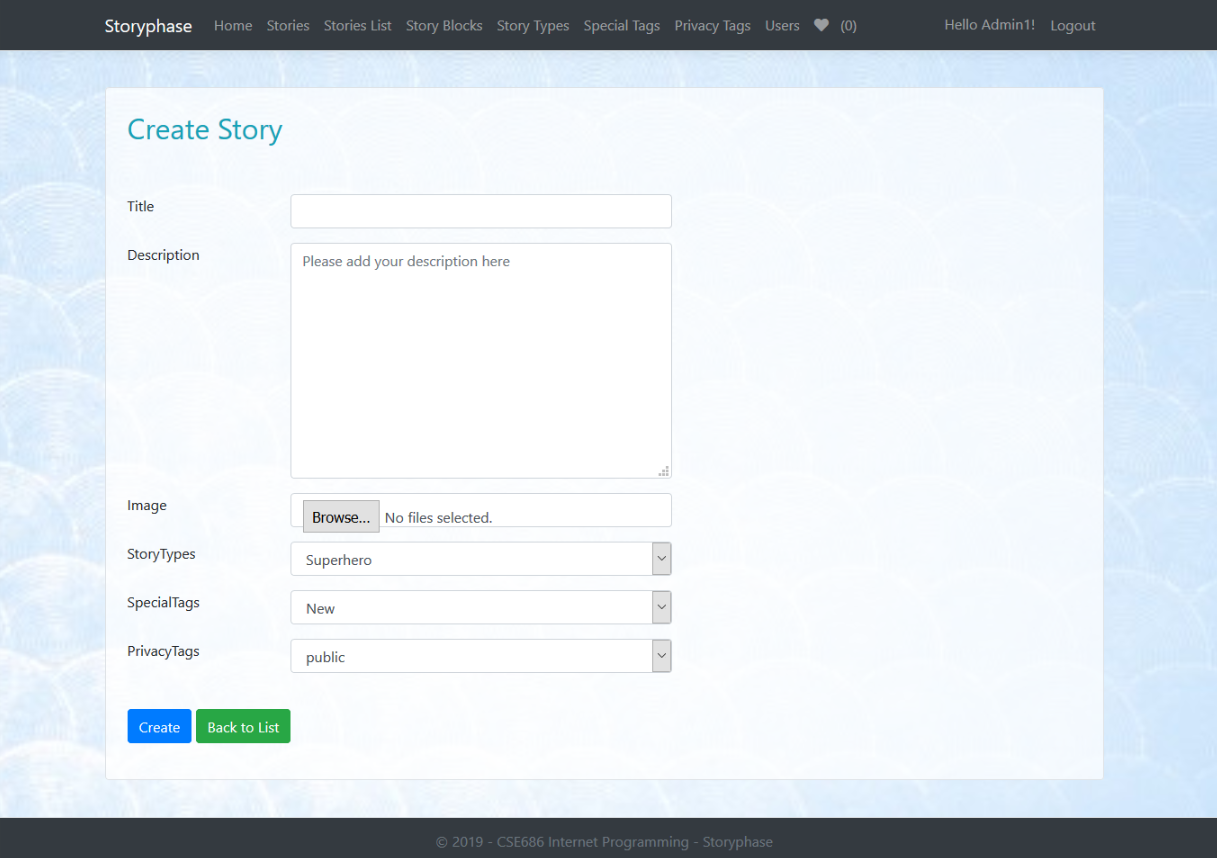 Storyphase Home Stories Stories List Story Blocks Story Types Special Tags Privacy Tags Users (0) Hello Admin1! Logout
Create Story
Title
Description Please add your description here
Image Browse... No files selected.
StoryTypes Superhero
SpecialTags New
PrivacyTags public
Create Back to List
© 2019 - CSE686 Internet Programming - Storyphase